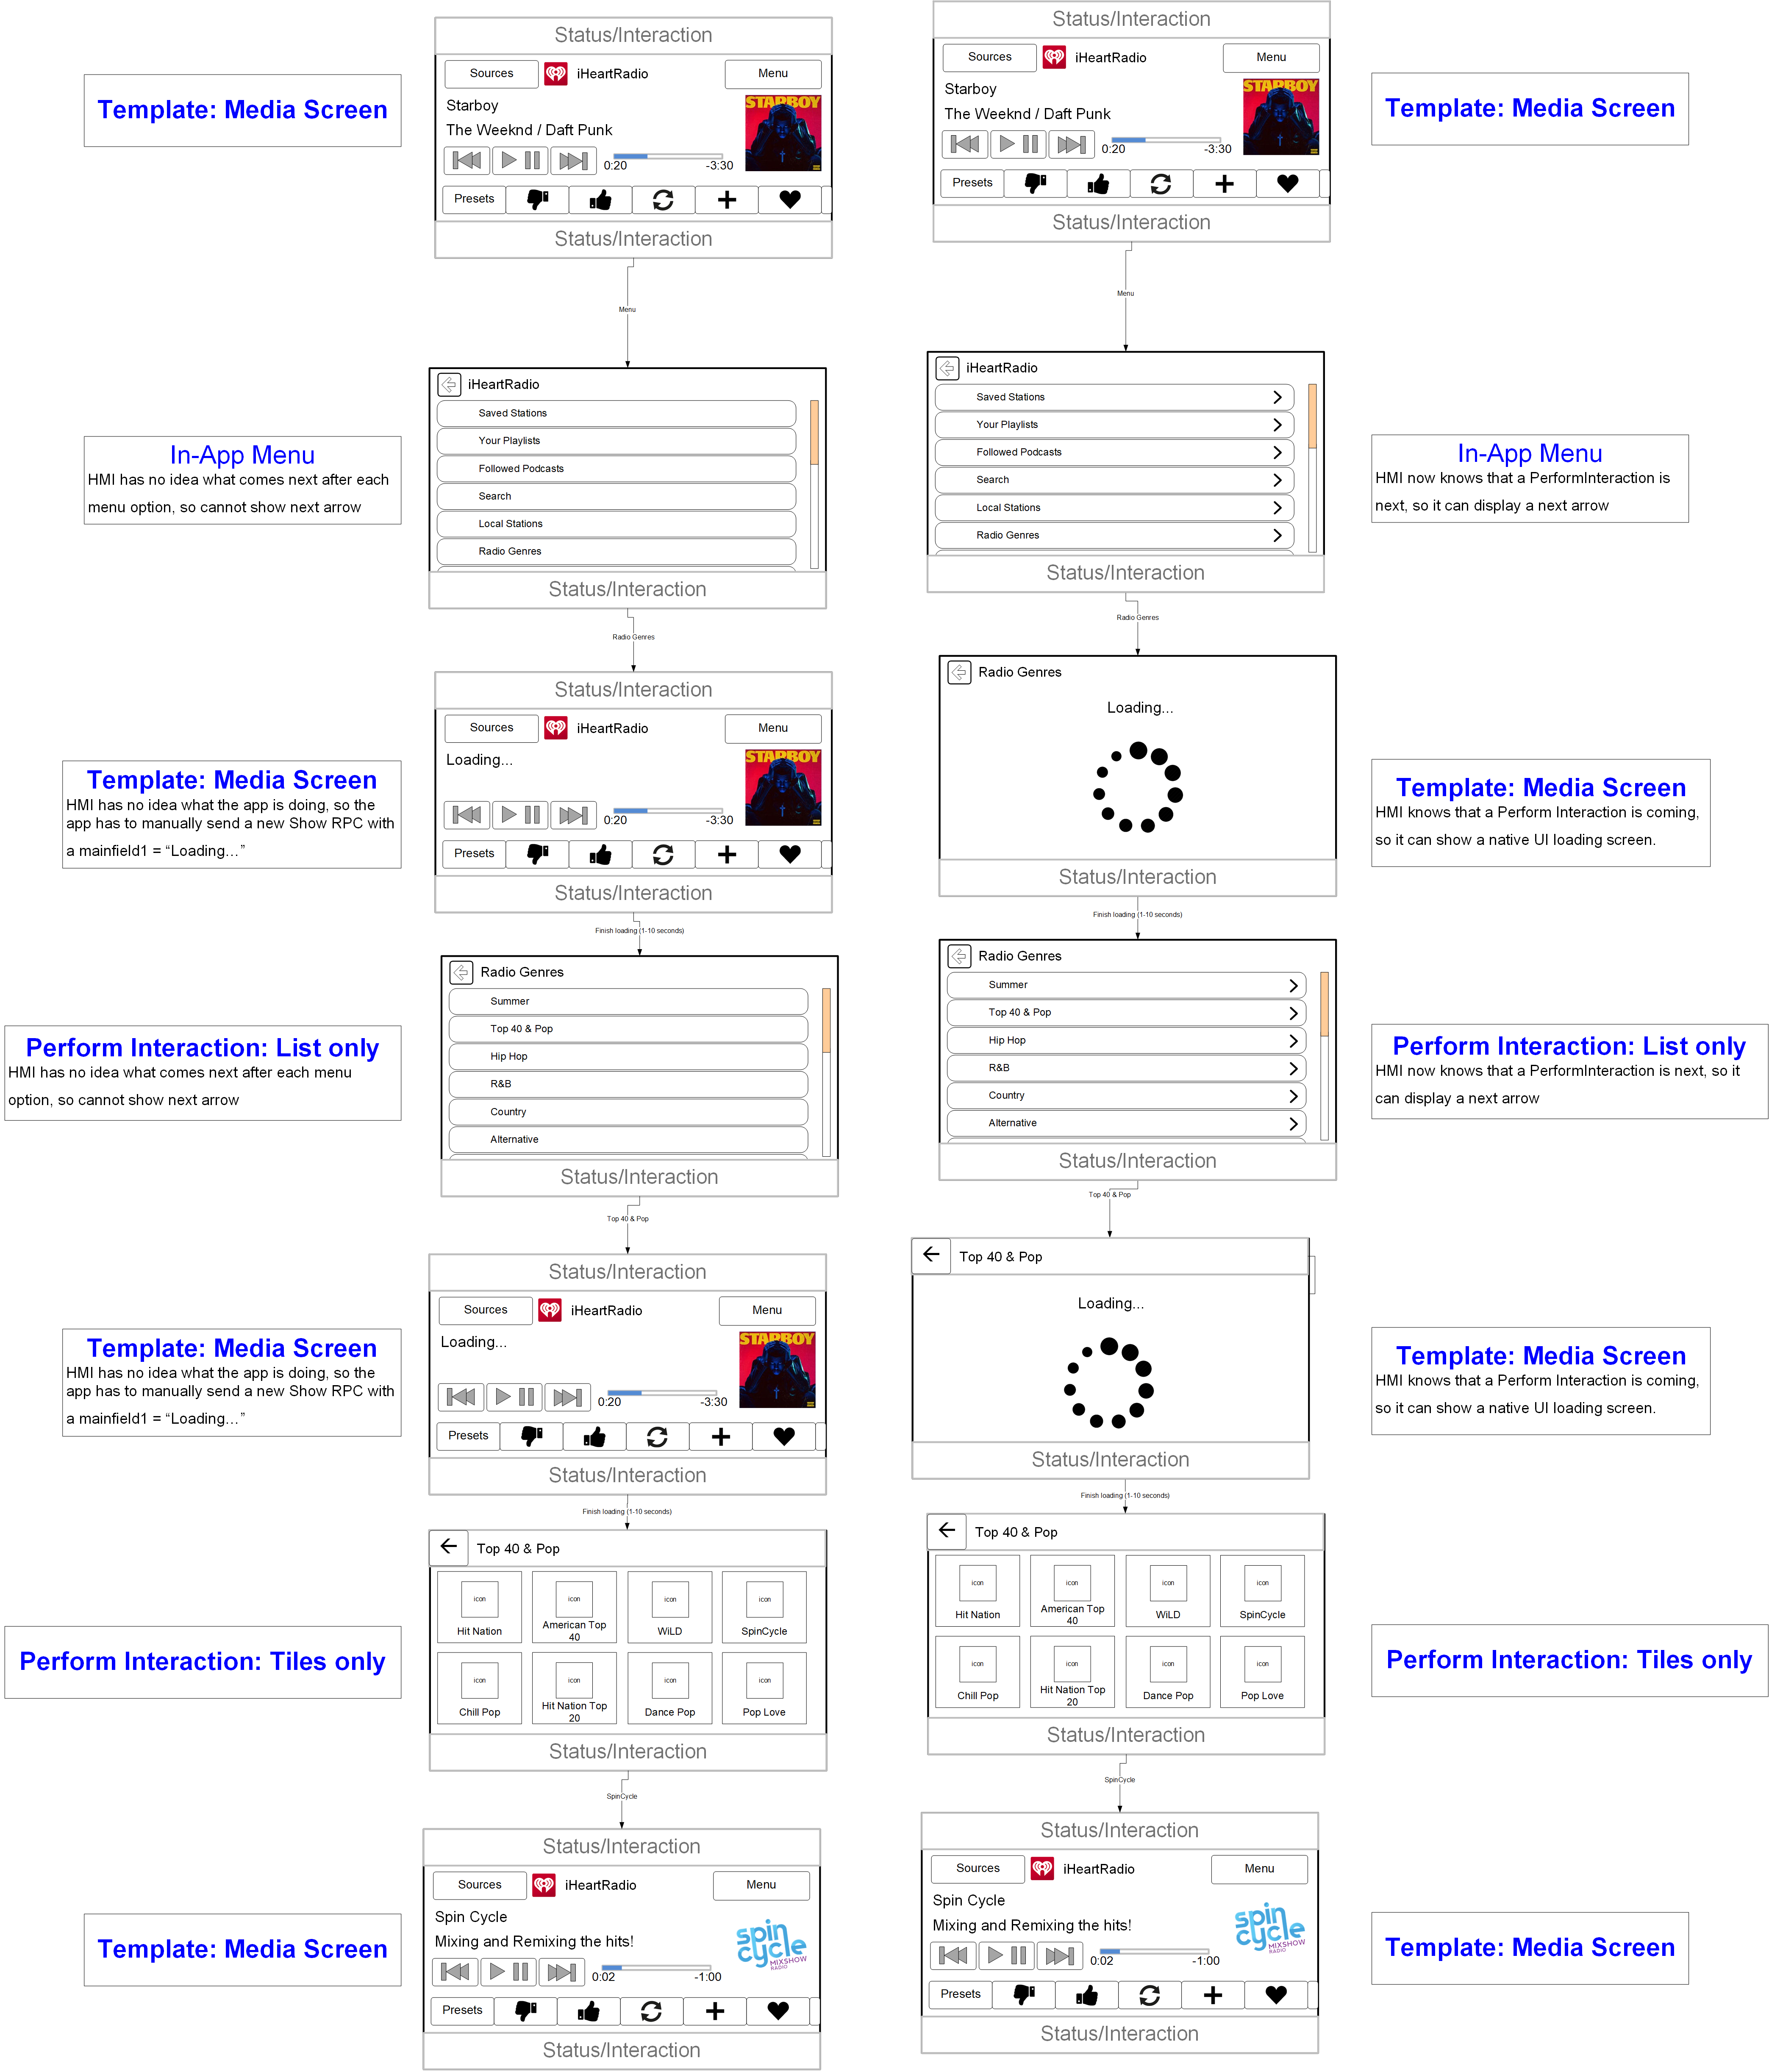 Status/Interaction
Template: Media Screen
Sources
iHeartRadio
Menu
Starboy
The Weeknd / Daft Punk
STARBOY
0:20
-3:30
Presets
Status/Interaction
Menu
In-App Menu
HMI has no idea what comes next after each
menu option, so cannot show next arrow
iHeartRadio
Saved Stations
Your Playlists
Followed Podcasts
Search
Local Stations
Radio Genres
Status/Interaction
Radio Genres
Template: Media Screen
HMI has no idea what the app is doing, so the
app has to manually send a new Show RPC with
a mainfield1 = “Loading...”
Status/Interaction
Sources
iHeartRadio
Menu
Loading...
STARBOY
0:20
-3:30
Presets
Status/Interaction
Finish loading (1-10 seconds)
Perform Interaction: List only
HMI has no idea what comes next after each menu
option, so cannot show next arrow
Radio Genres
Summer
Top 40 & Pop
Hip Hop
R&B
Country
Alternative
Status/Interaction
Top 40 & Pop
Template: Media Screen
HMI has no idea what the app is doing, so the
app has to manually send a new Show RPC with
a mainfield1 = “Loading...”
Status/Interaction
Sources
iHeartRadio
Menu
Loading...
STARBOY
0:20
-3:30
Presets
Status/Interaction
Finish loading (1-10 seconds)
Perform Interaction: Tiles only
Top 40 & Pop
icon
icon
icon
icon
Hit Nation
American Top
40
WiLD
SpinCycle
icon
icon
icon
icon
Chill Pop
Hit Nation Top
20
Dance Pop
Pop Love
Status/Interaction
SpinCycle
Template: Media Screen
Status/Interaction
Sources
iHeartRadio
Menu
Spin Cycle
Mixing and Remixing the hits!
spin
cycle
MIXSHOW
RADIO
0:02
-1:00
Presets
Status/Interaction
Status/Interaction
Sources
iHeartRadio
Menu
Starboy
The Weeknd / Daft Punk
STARBOY
0:20
-3:30
Presets
Status/Interaction
Template: Media Screen
Menu
iHeartRadio
Saved Stations
Your Playlists
Followed Podcasts
Search
Local Stations
Radio Genres
Status/Interaction
In-App Menu
HMI now knows that a PerformInteraction is
next, so it can display a next arrow
Radio Genres
Radio Genres
Loading...
Status/Interaction
Template: Media Screen
HMI knows that a Perform Interaction is coming,
so it can show a native UI loading screen.
Finish loading (1-10 seconds)
Radio Genres
Summer
Top 40 & Pop
Hip Hop
R&B
Country
Alternative
Status/Interaction
Perform Interaction: List only
HMI now knows that a PerformInteraction is next, so it
can display a next arrow
Top 40 & Pop
Top 40 & Pop
Loading...
Status/Interaction
Template: Media Screen
HMI knows that a Perform Interaction is coming,
so it can show a native UI loading screen.
Finish loading (1-10 seconds)
Top 40 & Pop
icon
icon
icon
icon
Hit Nation
American Top
40
WiLD
SpinCycle
icon
icon
icon
icon
Chill Pop
Hit Nation Top
20
Dance Pop
Pop Love
Status/Interaction
Perform Interaction: Tiles only
SpinCycle
Status/Interaction
Sources
iHeartRadio
Menu
Spin Cycle
Mixing and Remixing the hits!
spin
cycle
MIXSHOW
RADIO
0:02
-1:00
Presets
Status/Interaction
Template: Media Screen